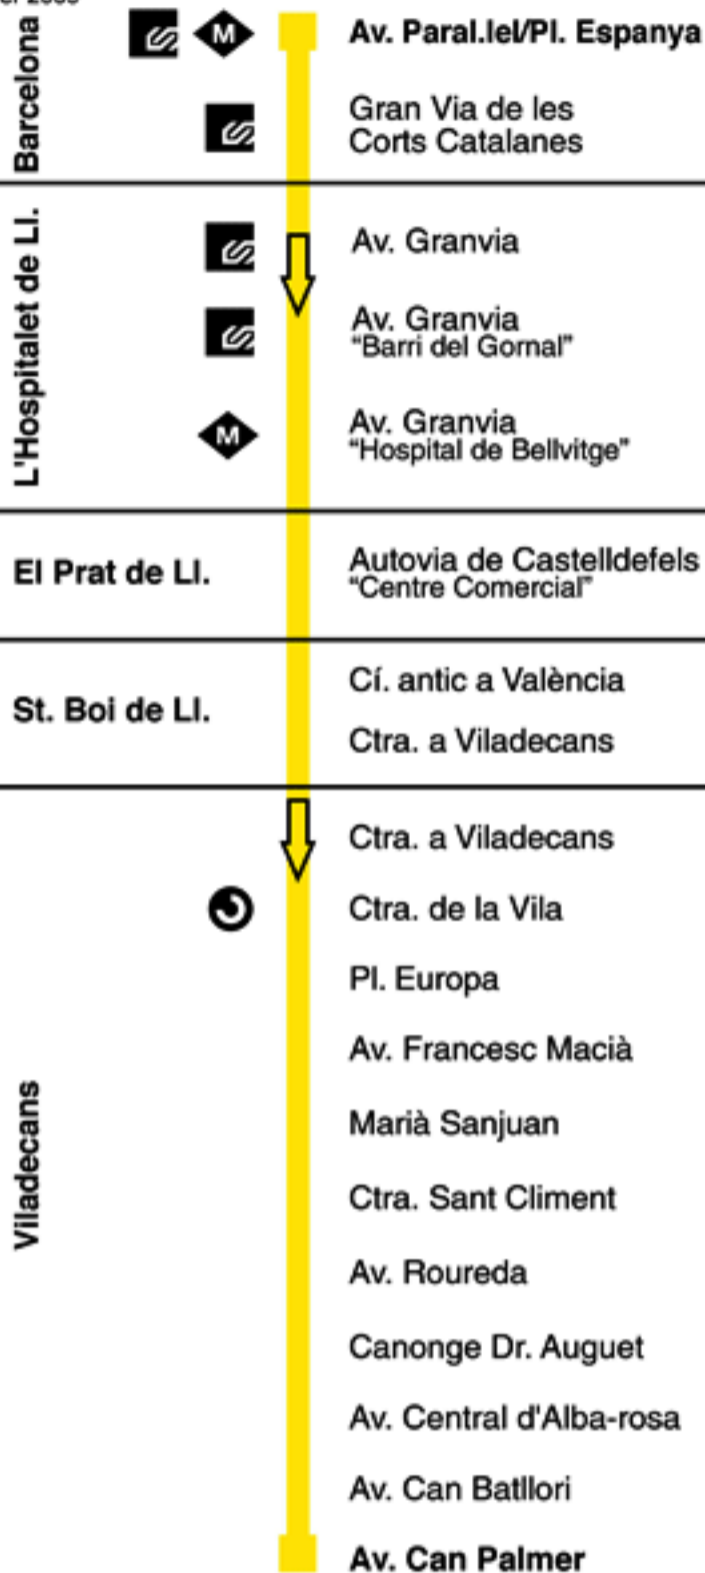 Barcelona
M
Av. Paral.lel/Pl. Espanya
Gran Via de les
Corts Catalanes
L'Hospitalet de Ll.
Av. Granvia
Av. Granvia
“Barri del Gornal”
M
Av. Granvia
“Hospital de Bellvitge”
El Prat de Ll.
Autovia de Castelldefels
“Centre Comercial”
St. Boi de Ll.
Cí. antic a València
Ctra. a Viladecans
Viladecans
Ctra. a Viladecans
Ctra. de la Vila
Pl. Europa
Av. Francesc Macià
Marià Sanjuan
Ctra. Sant Climent
Av. Roureda
Canonge Dr. Auguet
Av. Central d'Alba-rosa
Av. Can Batllori
Av. Can Palmer